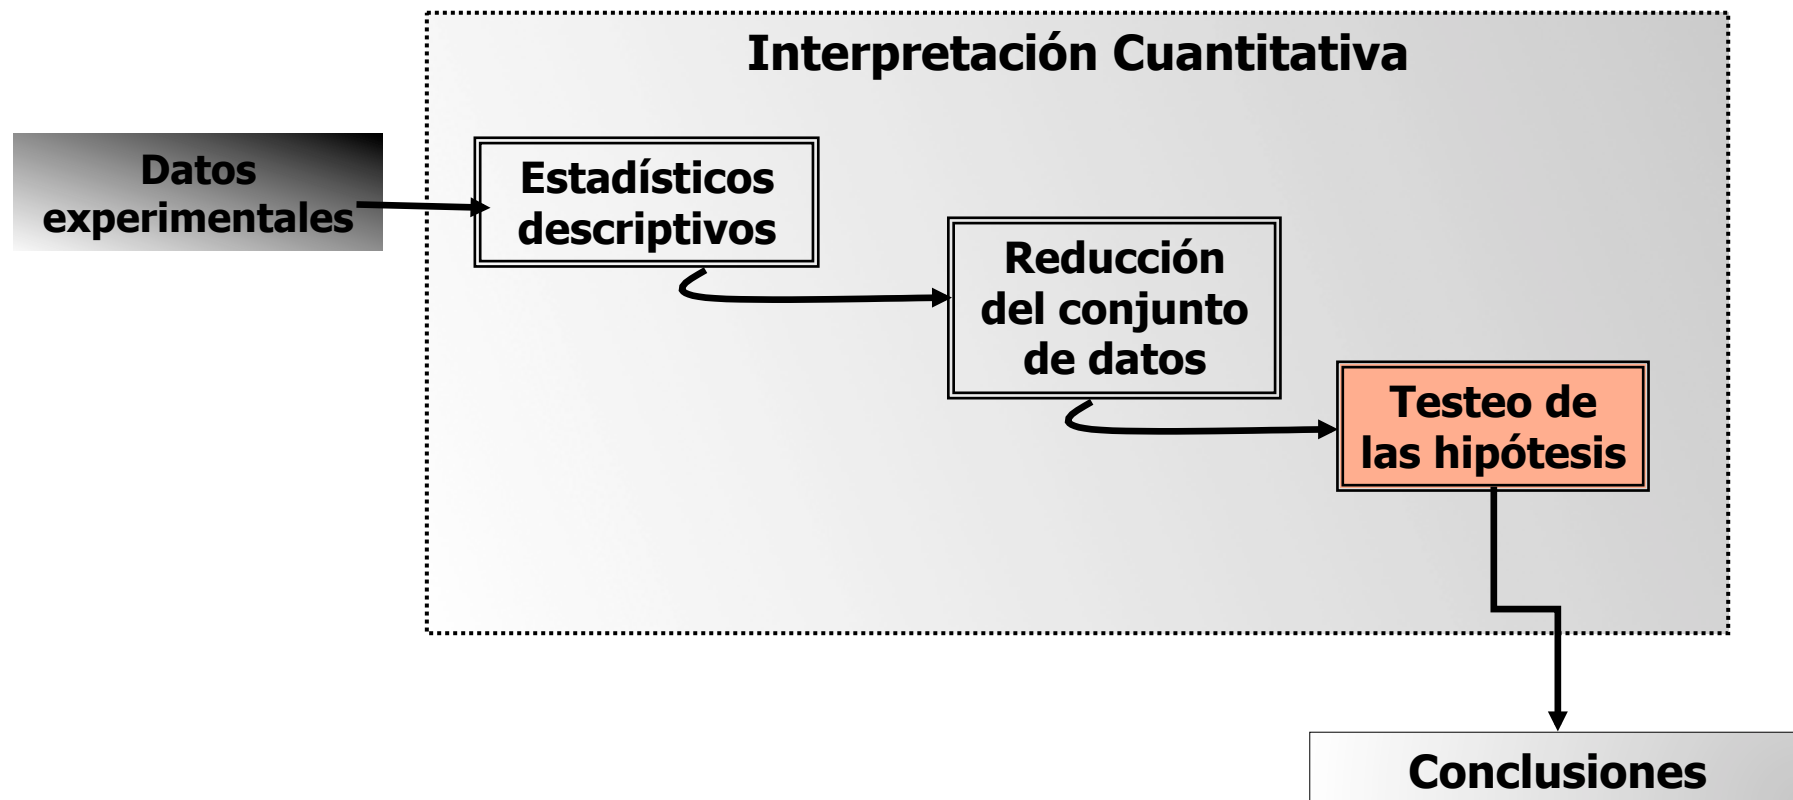 Interpretación Cuantitativa
Datos
experimentales
Estadísticos
descriptivos
Reducción
del conjunto
de datos
Testeo de
las hipótesis
Conclusiones